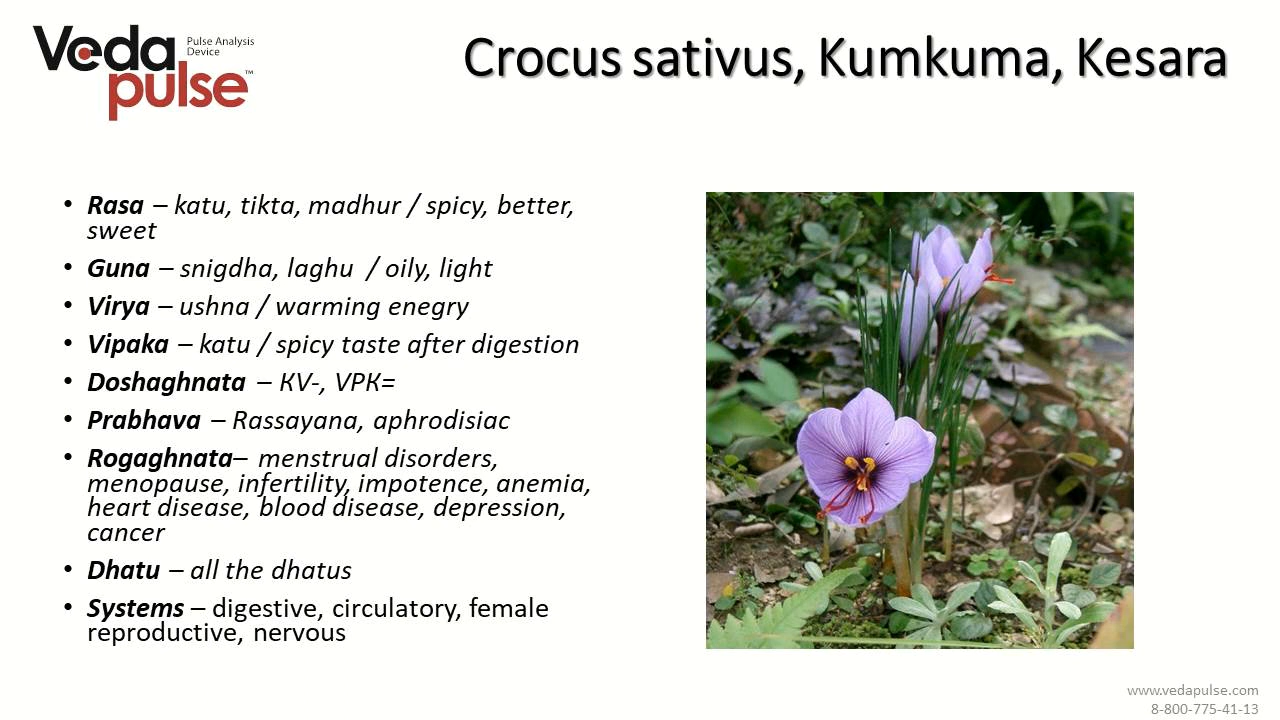 Veda
pulse™
Pulse Analysis
Device
Crocus sativus, Kumkuma, Kesara
• Rasa – katu, tikta, madhur / spicy, better,
sweet
• Guna – snigdha, laghu / oily, light
• Virya – ushna / warming enegry
• Vipaka – katu / spicy taste after digestion
• Doshaghnata – KV-, VPK=
• Prabhava – Rassayana, aphrodisiac
• Rogaghnata– menstrual disorders,
menopause, infertility, impotence, anemia,
heart disease, blood disease, depression,
cancer
• Dhatu – all the dhatus
• Systems – digestive, circulatory, female
reproductive, nervous
www.vedapulse.com
8-800-775-41-13